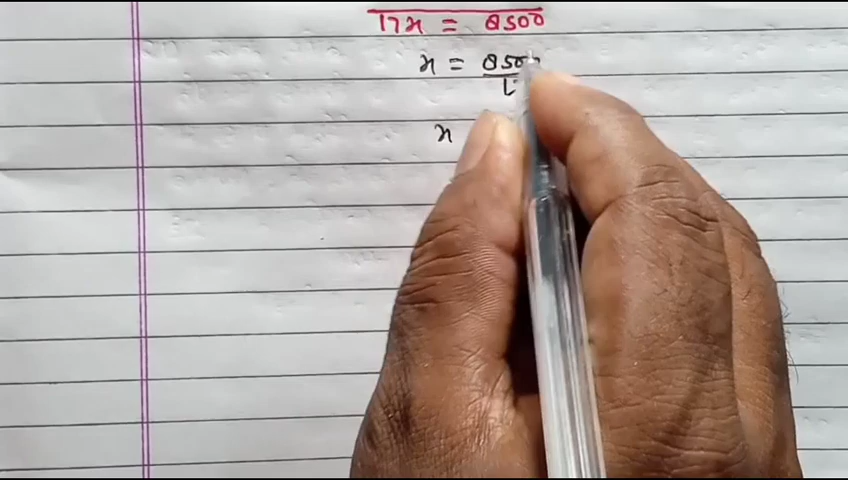 17x = 8500
x = 8500
x